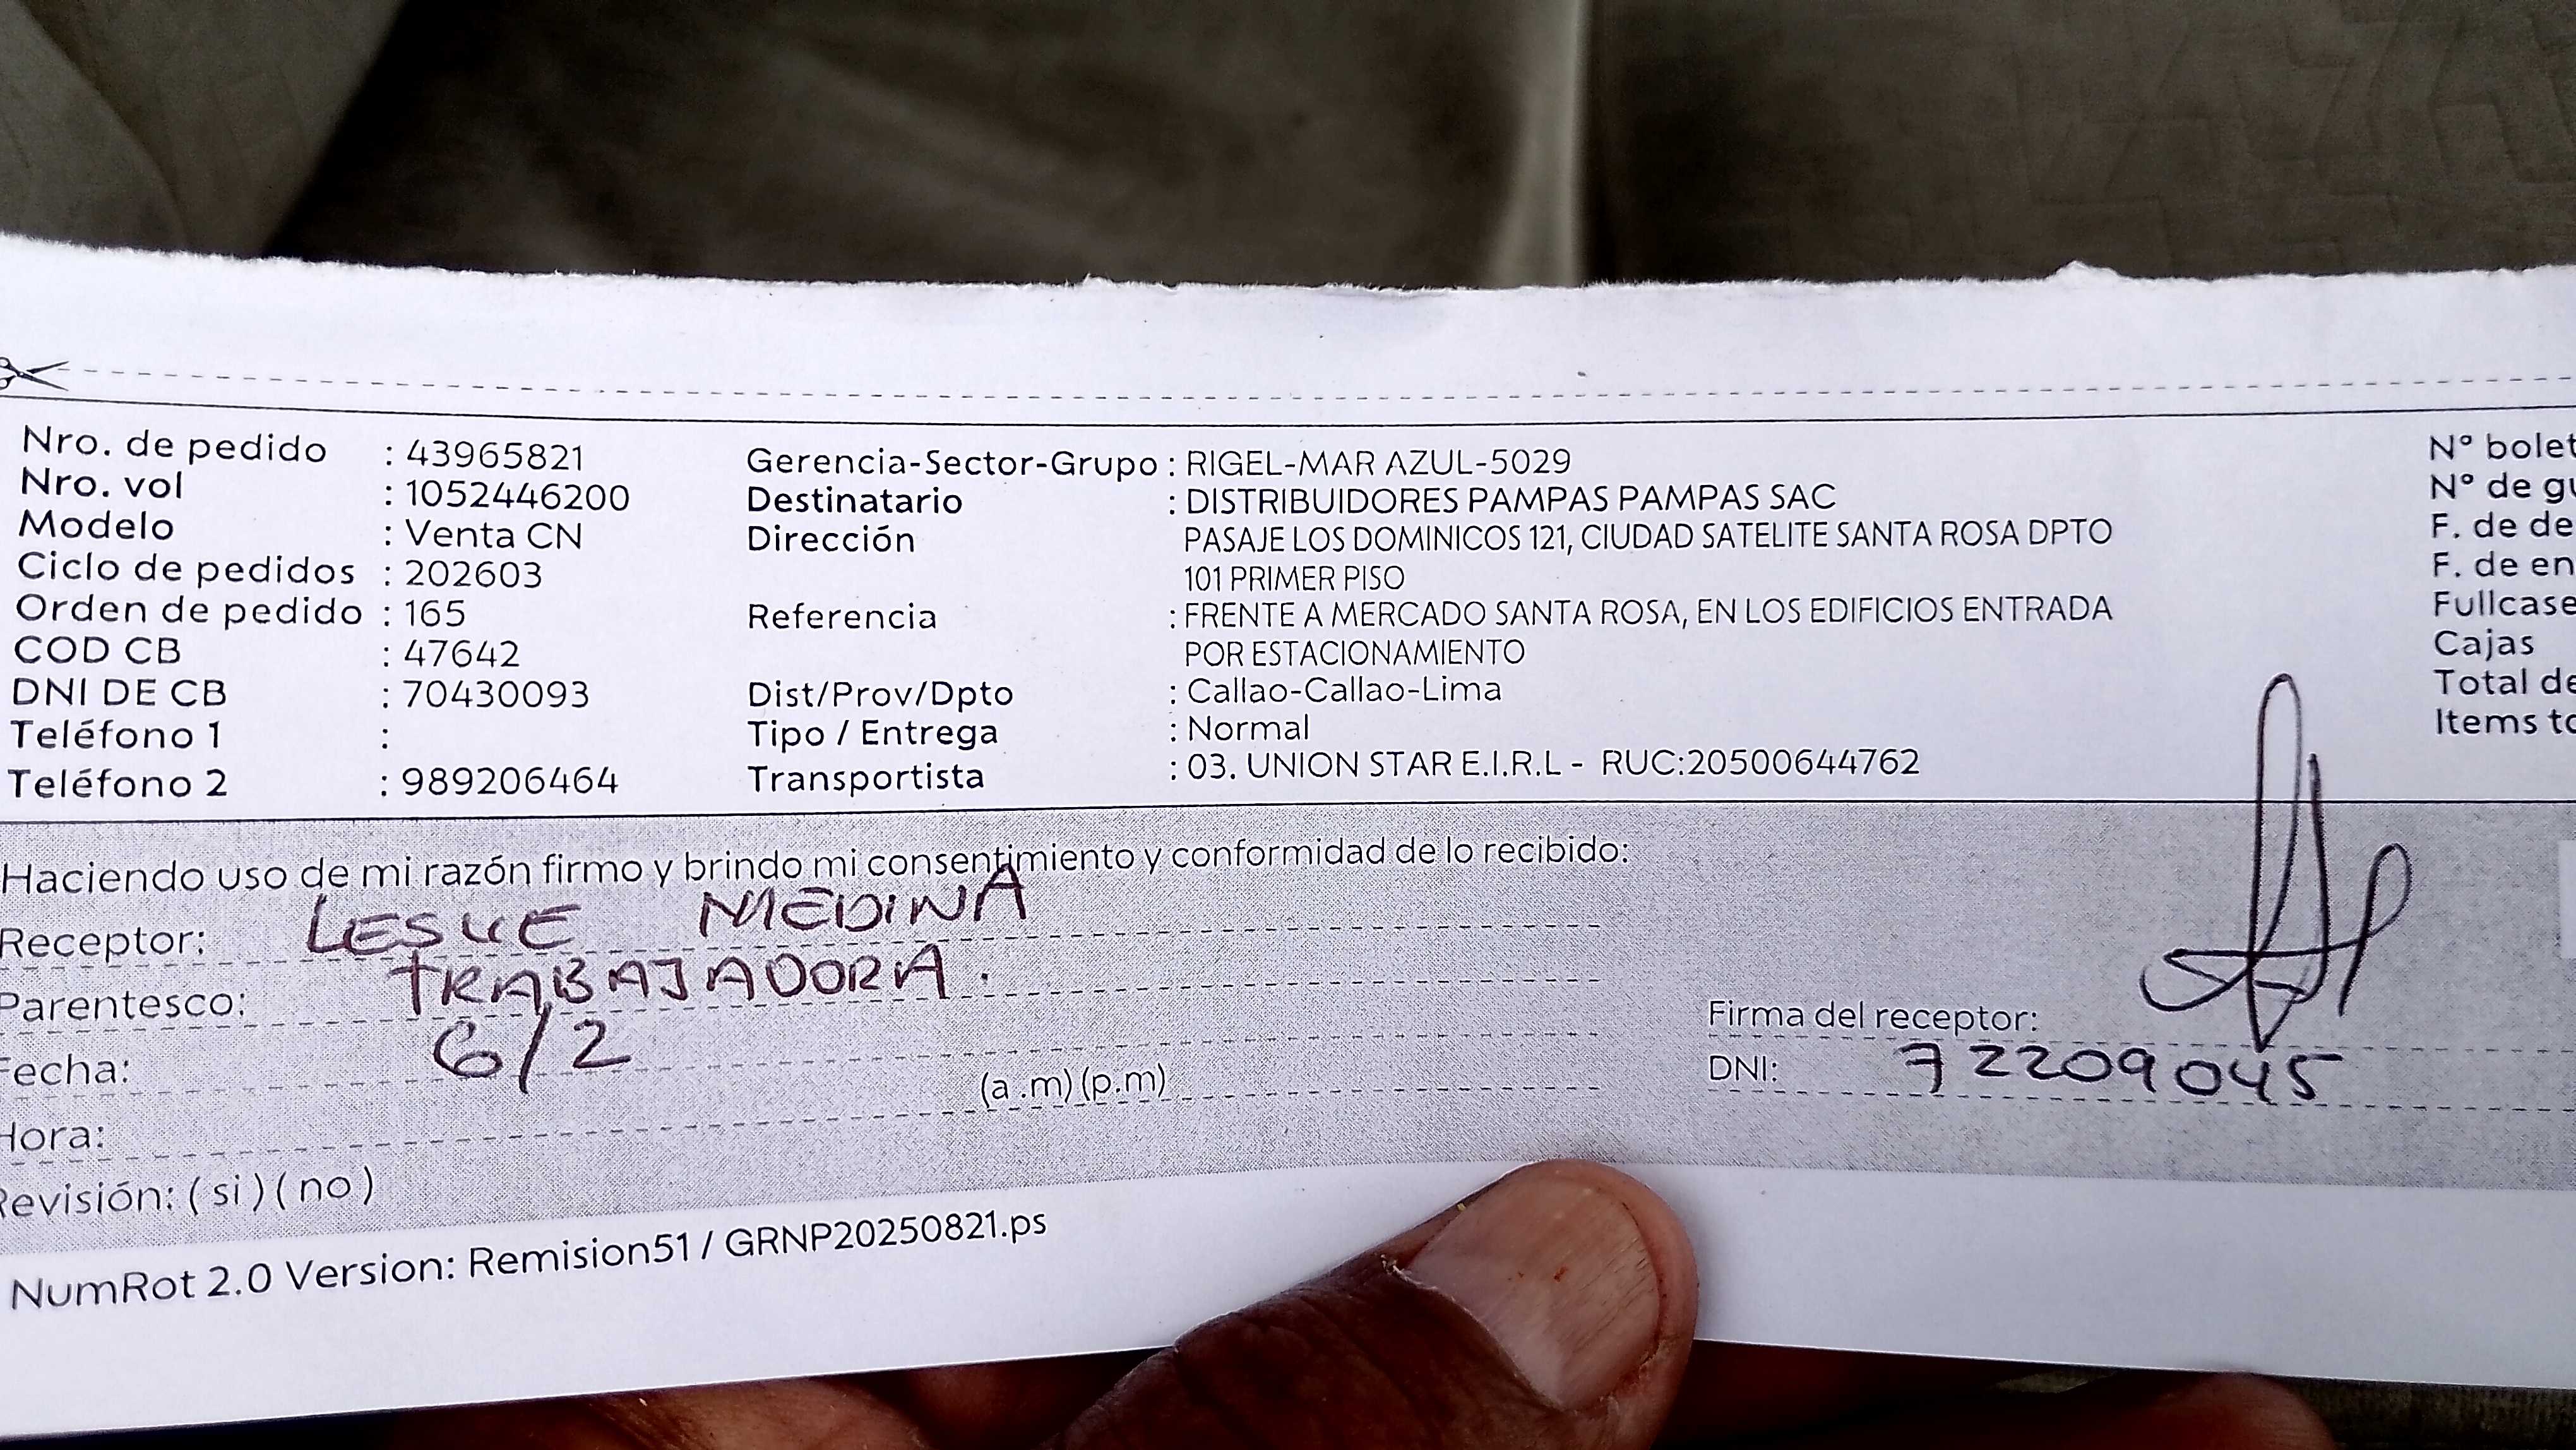 Nro. de pedido : 43965821
Nro. vol : 1052446200
Modelo : Venta CN
Ciclo de pedidos : 202603
Orden de pedido : 165
COD CB : 47642
DNI DE CB : 70430093
Teléfono 1 :
Teléfono 2 : 989206464
Gerencia-Sector-Grupo : RIGEL-MAR AZUL-5029
Destinatario : DISTRIBUIDORES PAMPAS PAMPAS SAC
Dirección PASAJE LOS DOMINICOS 121, CIUDAD SATELITE SANTA ROSA DPTO
101 PRIMER PISO
Referencia : FRENTE A MERCADO SANTA ROSA, EN LOS EDIFICIOS ENTRADA
POR ESTACIONAMIENTO
Dist/Prov/Dpto : Callao-Callao-Lima
Tipo / Entrega : Normal
Transportista : 03. UNION STAR E.I.R.L - RUC:20500644762
Nº bolet
Nº de gu
F. de de
F. de en
Fullcase
Cajas
Total de
Items to
Haciendo uso de mi razón firmo y brindo mi consentimiento y conformidad de lo recibido:
Receptor: LESLIE MEDINA
Parentesco: TRABAJADORA.
Fecha: 6/2
Hora: (a.m)(p.m)
Revisión: (si)(no)
Firma del receptor:
DNI: 72209045
NumRot 2.0 Version: Remision51 / GRNP20250821.ps